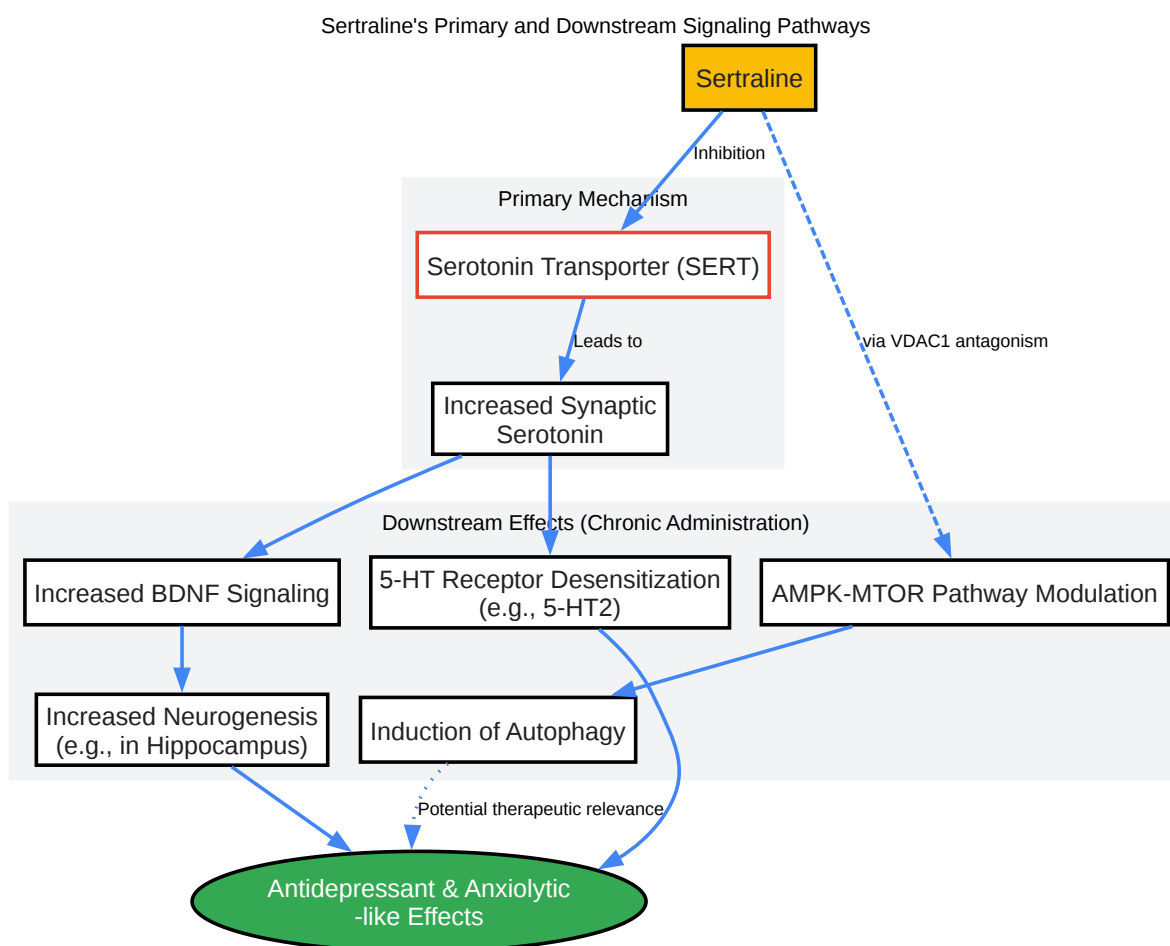 Sertraline's Primary and Downstream Signaling Pathways
Sertraline
Inhibition
Primary Mechanism
Serotonin Transporter (SERT)
Leads to
via VDAC1 antagonism
Increased Synaptic
Serotonin
Downstream Effects (Chronic Administration)
Increased BDNF Signaling
5-HT Receptor Desensitization
(e.g., 5-HT2)
AMPK-MTOR Pathway Modulation
Increased Neurogenesis
(e.g., in Hippocampus)
Induction of Autophagy
Potential therapeutic relevance
Antidepressant & Anxiolytic
-like Effects